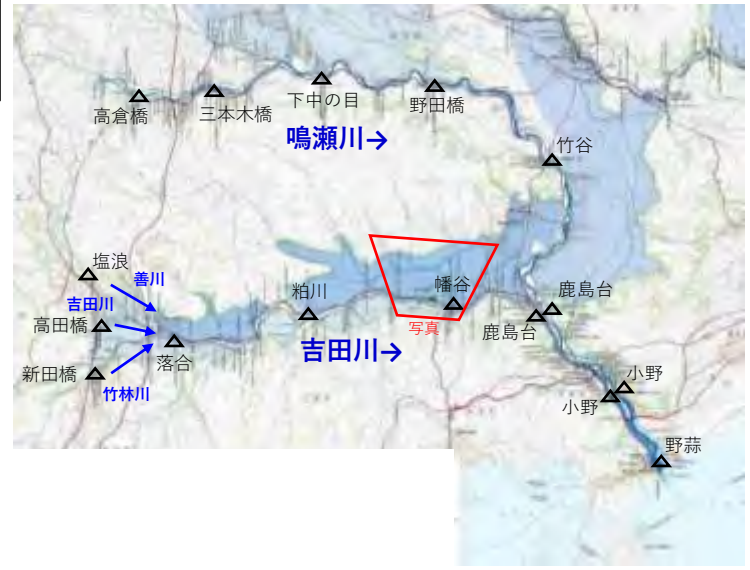 高倉橋
三本木橋
下中の目
野田橋
鳴瀬川→
竹谷
塩浪
善川
吉田川
高田橋
新田橋
竹林川
落合
粕川
幡谷
写真
吉田川→
鹿島台
鹿島台
小野
小野
野蒜